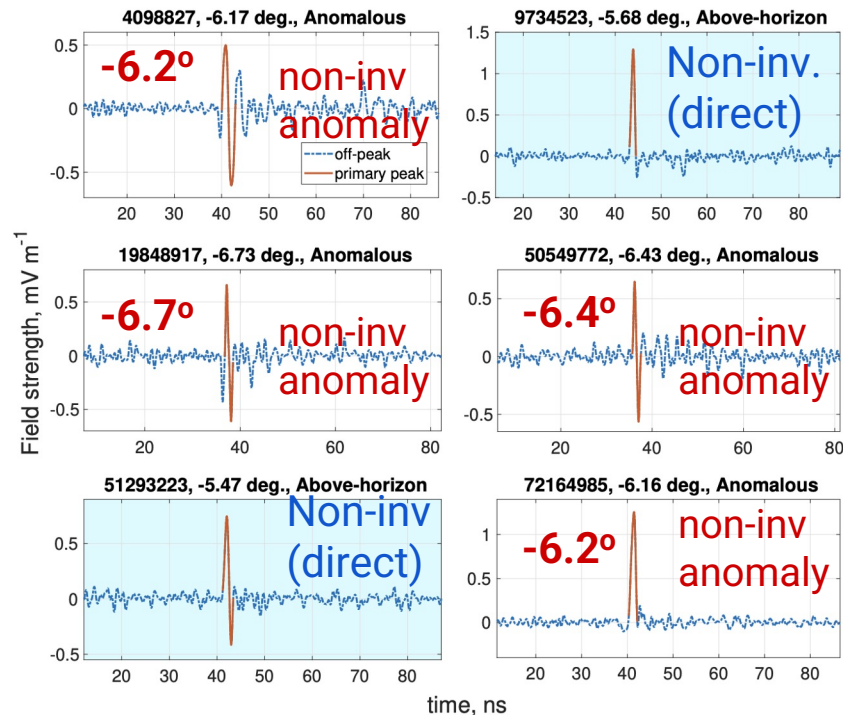 4098827, -6.17 deg., Anomalous
0.5
0
-0.5
-6.2º
non-inv
anomaly
off-peak
primary peak
20 30 40 50 60 70 80
9734523, -5.68 deg., Above-horizon
1.5
1
0.5
0
-0.5
Non-inv.
(direct)
20 30 40 50 60 70 80
19848917, -6.73 deg., Anomalous
0.5
0
-0.5
-6.7º
non-inv
anomaly
20 40 60 80
50549772, -6.43 deg., Anomalous
0.5
0
-0.5
-6.4º
non-inv
anomaly
20 40 60 80
51293223, -5.47 deg., Above-horizon
0.5
0
-0.5
Non-inv
(direct)
20 30 40 50 60 70 80
72164985, -6.16 deg., Anomalous
1
0.5
0
-6.2º
non-inv
anomaly
20 30 40 50 60 70 80
Field strength, mV m⁻¹
time, ns